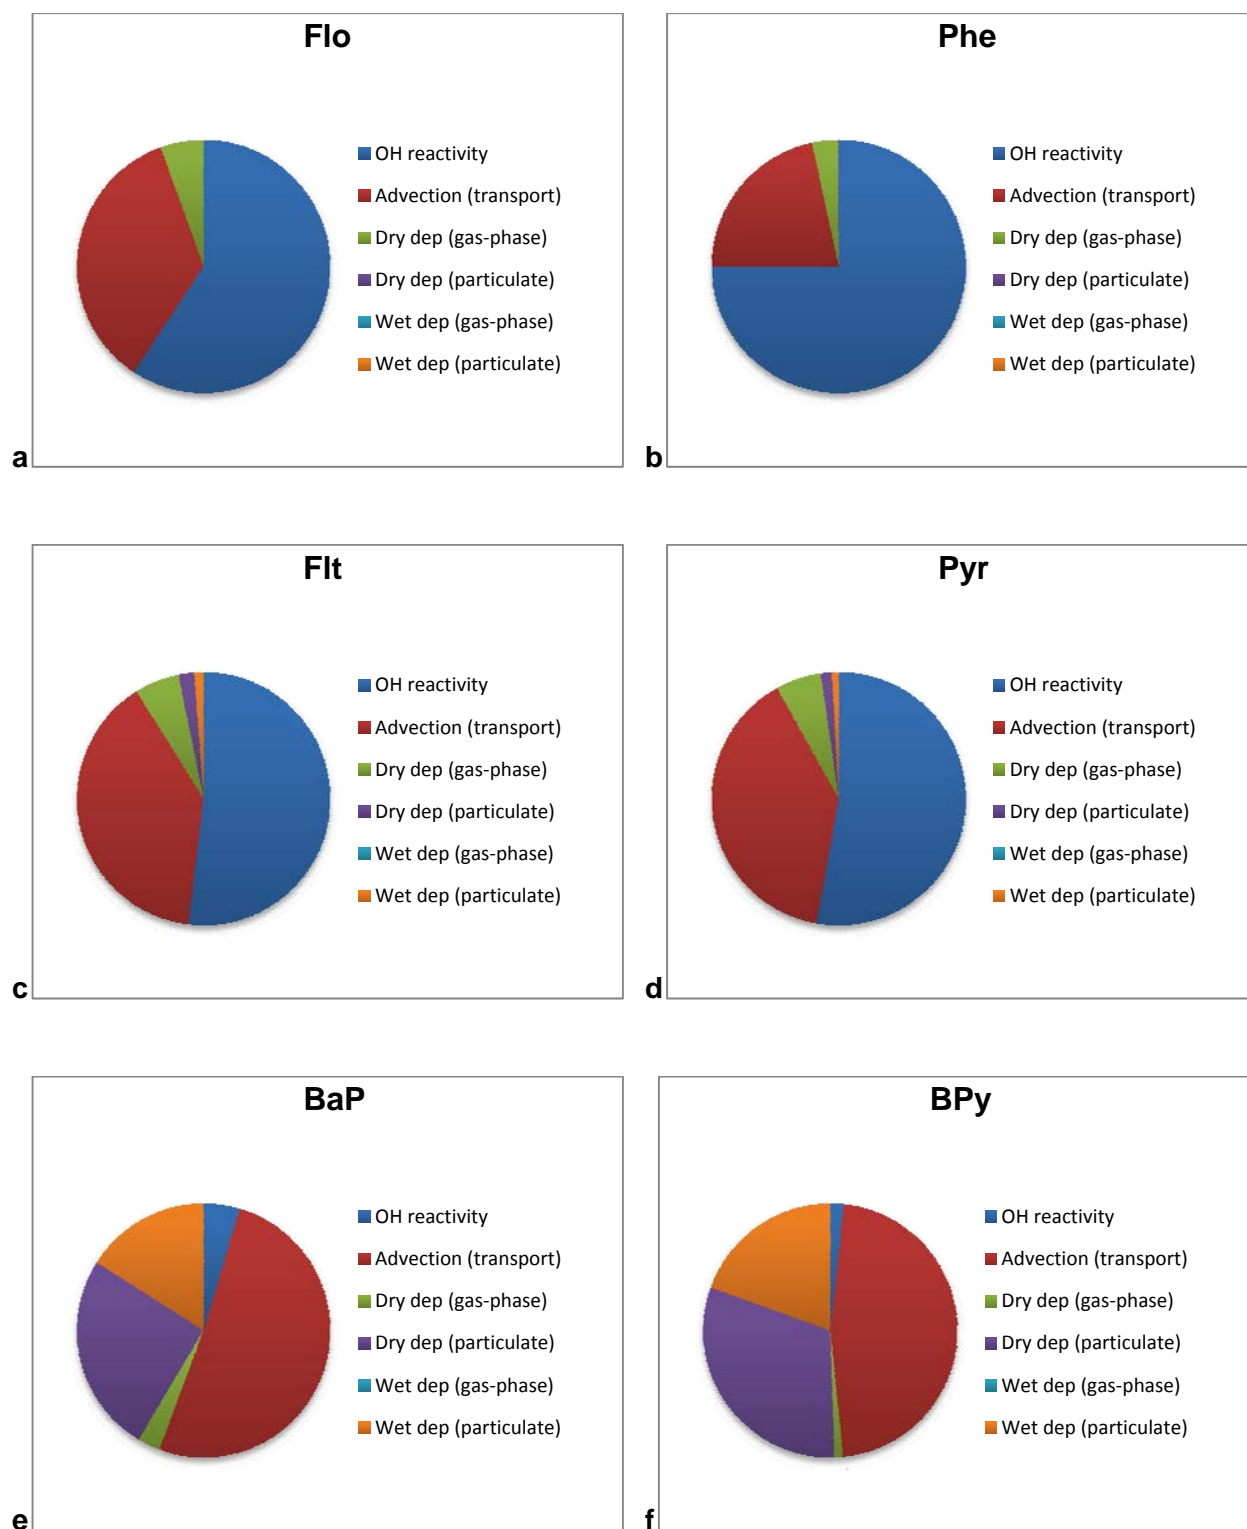 Flo
OH reactivity
Advection (transport)
Dry dep (gas-phase)
Dry dep (particulate)
Wet dep (gas-phase)
Wet dep (particulate)
a
Phe
OH reactivity
Advection (transport)
Dry dep (gas-phase)
Dry dep (particulate)
Wet dep (gas-phase)
Wet dep (particulate)
b
Flt
OH reactivity
Advection (transport)
Dry dep (gas-phase)
Dry dep (particulate)
Wet dep (gas-phase)
Wet dep (particulate)
c
Pyr
OH reactivity
Advection (transport)
Dry dep (gas-phase)
Dry dep (particulate)
Wet dep (gas-phase)
Wet dep (particulate)
d
BaP
OH reactivity
Advection (transport)
Dry dep (gas-phase)
Dry dep (particulate)
Wet dep (gas-phase)
Wet dep (particulate)
e
BPy
OH reactivity
Advection (transport)
Dry dep (gas-phase)
Dry dep (particulate)
Wet dep (gas-phase)
Wet dep (particulate)
f